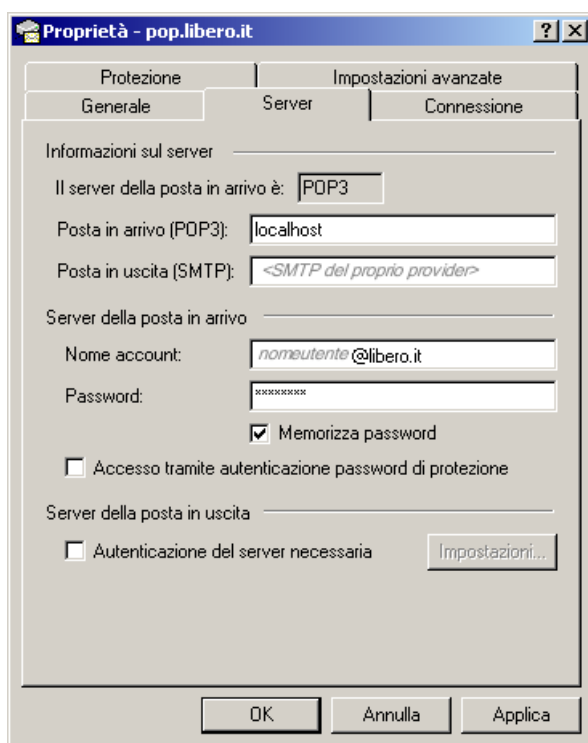 Proprietà - pop.libero.it
Protezione Impostazioni avanzate
Generale Server Connessione
Informazioni sul server
Il server della posta in arrivo è: POP3
Posta in arrivo (POP3): localhost
Posta in uscita (SMTP): <SMTP del proprio provider>
Server della posta in arrivo
Nome account: nomeutente@libero.it
Password: ********
Memorizza password
Accesso tramite autenticazione password di protezione
Server della posta in uscita
Autenticazione del server necessaria Impostazioni...
OK Annulla Applica